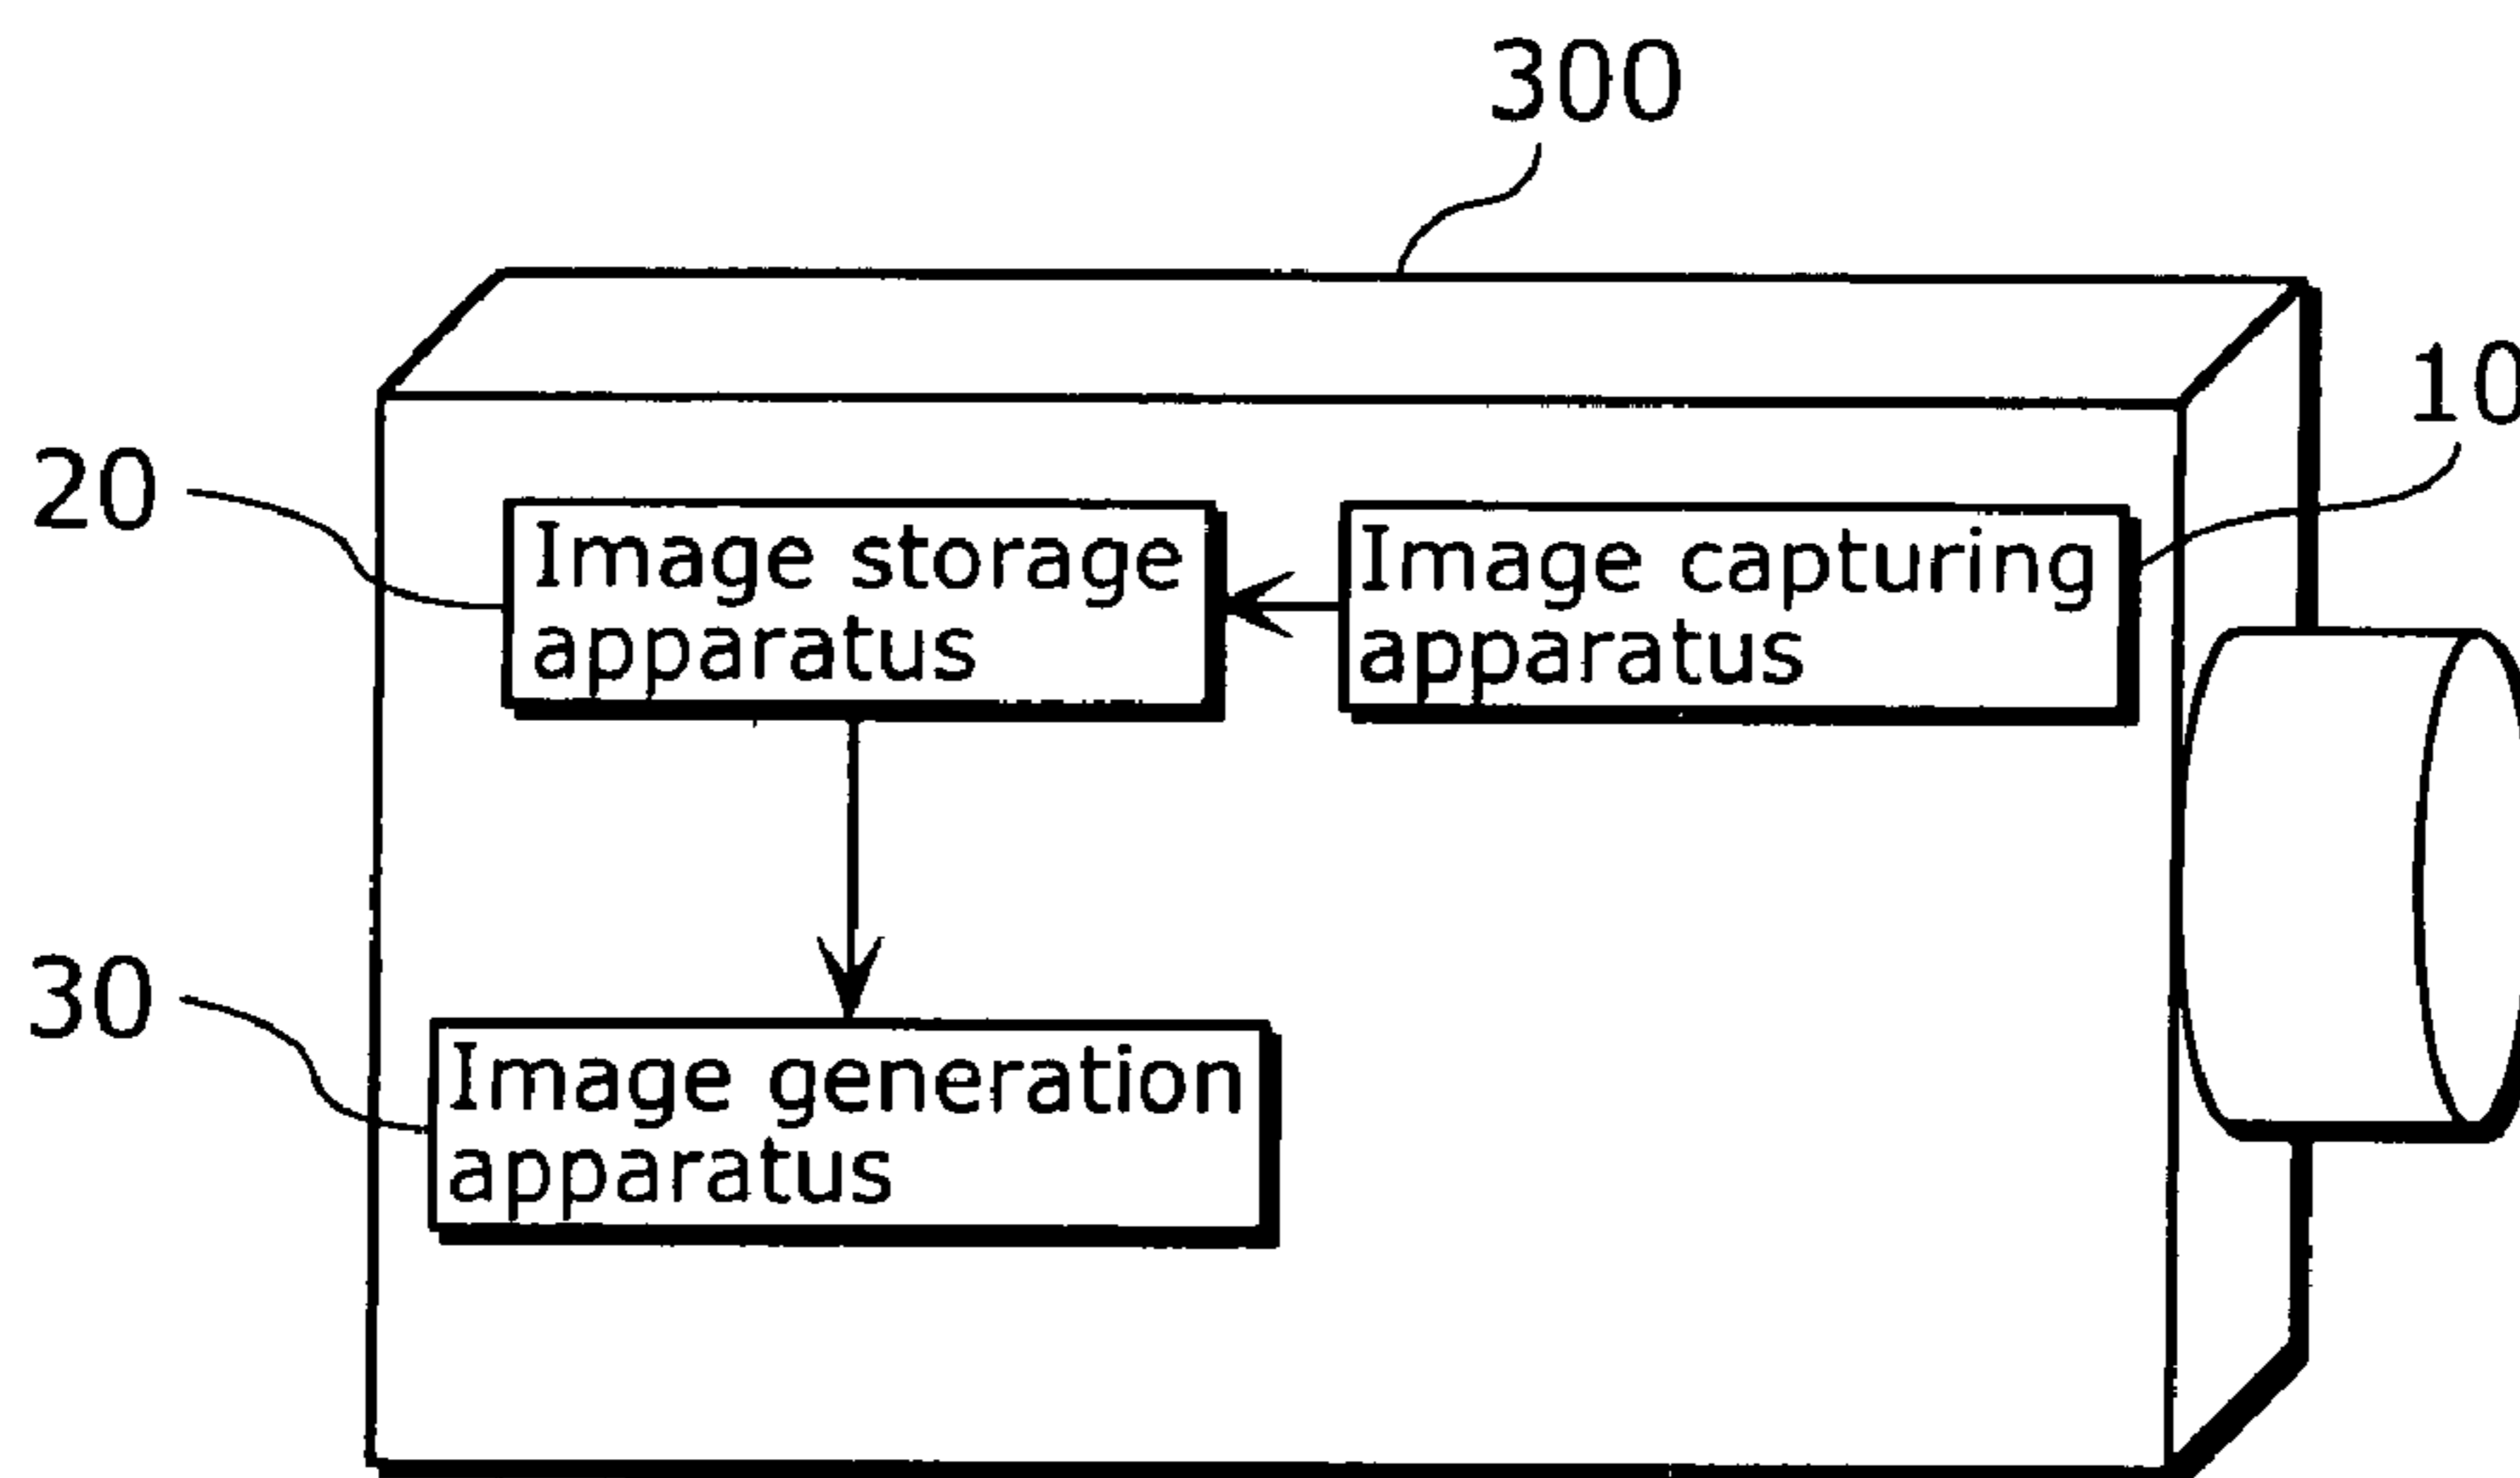 300
10
20
Image storage
apparatus
Image capturing
apparatus
30
Image generation
apparatus